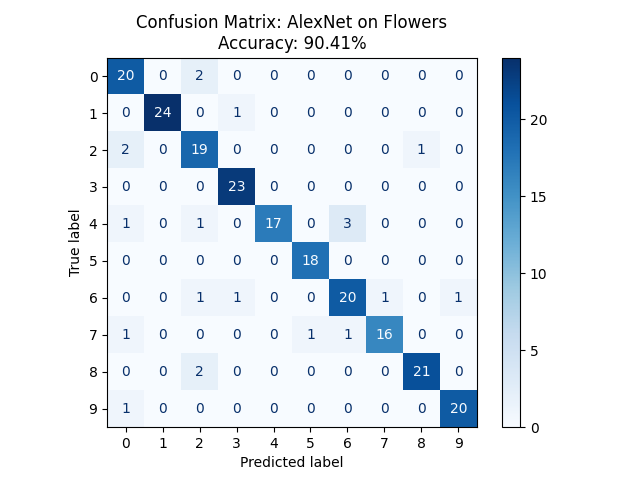 Confusion Matrix: AlexNet on Flowers
Accuracy: 90.41%
0 20 0 2 0 0 0 0 0 0 0
1 0 24 0 1 0 0 0 0 0 0
2 2 0 19 0 0 0 0 0 1 0
3 0 0 0 23 0 0 0 0 0 0
4 1 0 1 0 17 0 3 0 0 0
5 0 0 0 0 0 18 0 0 0 0
6 0 0 1 1 0 0 20 1 0 1
7 1 0 0 0 0 1 1 16 0 0
8 0 0 2 0 0 0 0 0 21 0
9 1 0 0 0 0 0 0 0 0 20
0 1 2 3 4 5 6 7 8 9
Predicted label
True label
20
15
10
5
0